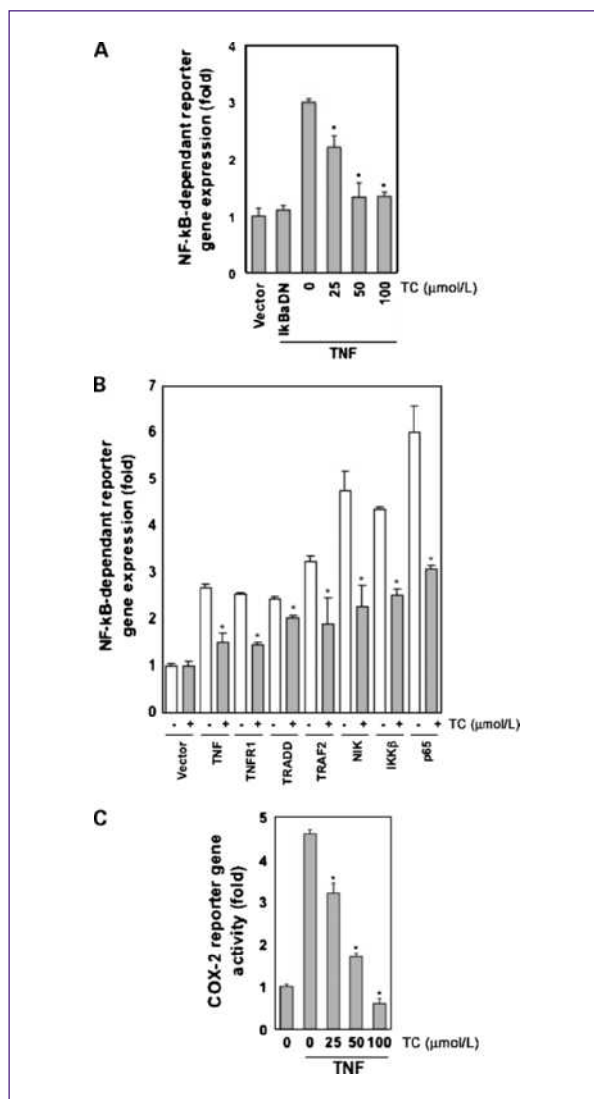 A
NF-kB-dependant reporter
gene expression (fold)
4
3
2
1
0
* * *
Vector
IkBaDN
0 25 50 100 TC (μmol/L)
TNF
B
NF-kB-dependant reporter
gene expression (fold)
7
6
5
4
3
2
1
0
* * * * * * *
- + - + - + - + - + - + - + - + TC (μmol/L)
Vector TNF TNFR1 TRADD TRAF2 NIK IKKβ p65
C
COX-2 reporter gene
activity (fold)
5
4
3
2
1
0
* * *
0 0 25 50 100 TC (μmol/L)
TNF